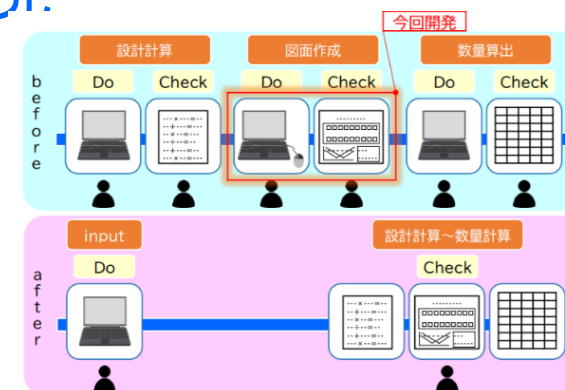 今回開発
設計計算
図面作成
数量算出
before
Do
Check
Do
Check
Do
Check
input
設計計算～数量計算
after
Do
Check